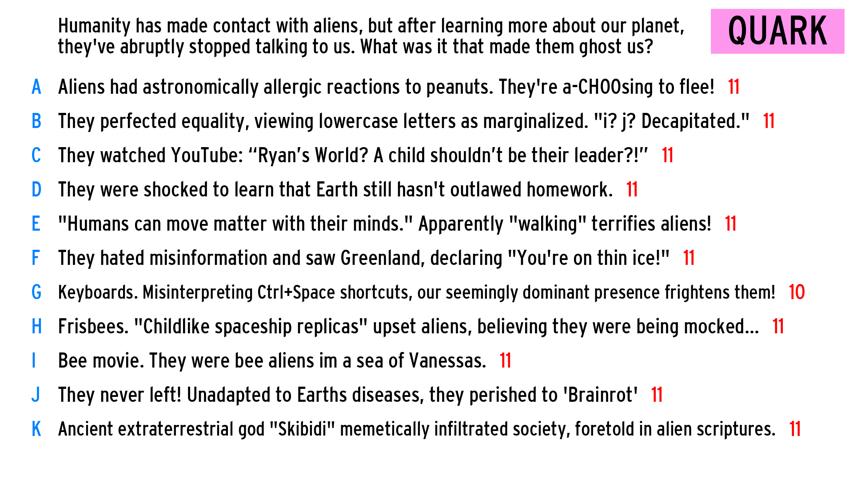 Humanity has made contact with aliens, but after learning more about our planet,
they've abruptly stopped talking to us. What was it that made them ghost us?
QUARK
A Aliens had astronomically allergic reactions to peanuts. They're a-CHOOsing to flee! 11
B They perfected equality, viewing lowercase letters as marginalized. "i? j? Decapitated." 11
C They watched YouTube: “Ryan’s World? A child shouldn’t be their leader?!” 11
D They were shocked to learn that Earth still hasn't outlawed homework. 11
E "Humans can move matter with their minds." Apparently "walking" terrifies aliens! 11
F They hated misinformation and saw Greenland, declaring "You're on thin ice!" 11
G Keyboards. Misinterpreting Ctrl+Space shortcuts, our seemingly dominant presence frightens them! 10
H Frisbees. "Childlike spaceship replicas" upset aliens, believing they were being mocked... 11
I Bee movie. They were bee aliens im a sea of Vanessas. 11
J They never left! Unadapted to Earths diseases, they perished to 'Brainrot' 11
K Ancient extraterrestrial god "Skibidi" memetically infiltrated society, foretold in alien scriptures. 11